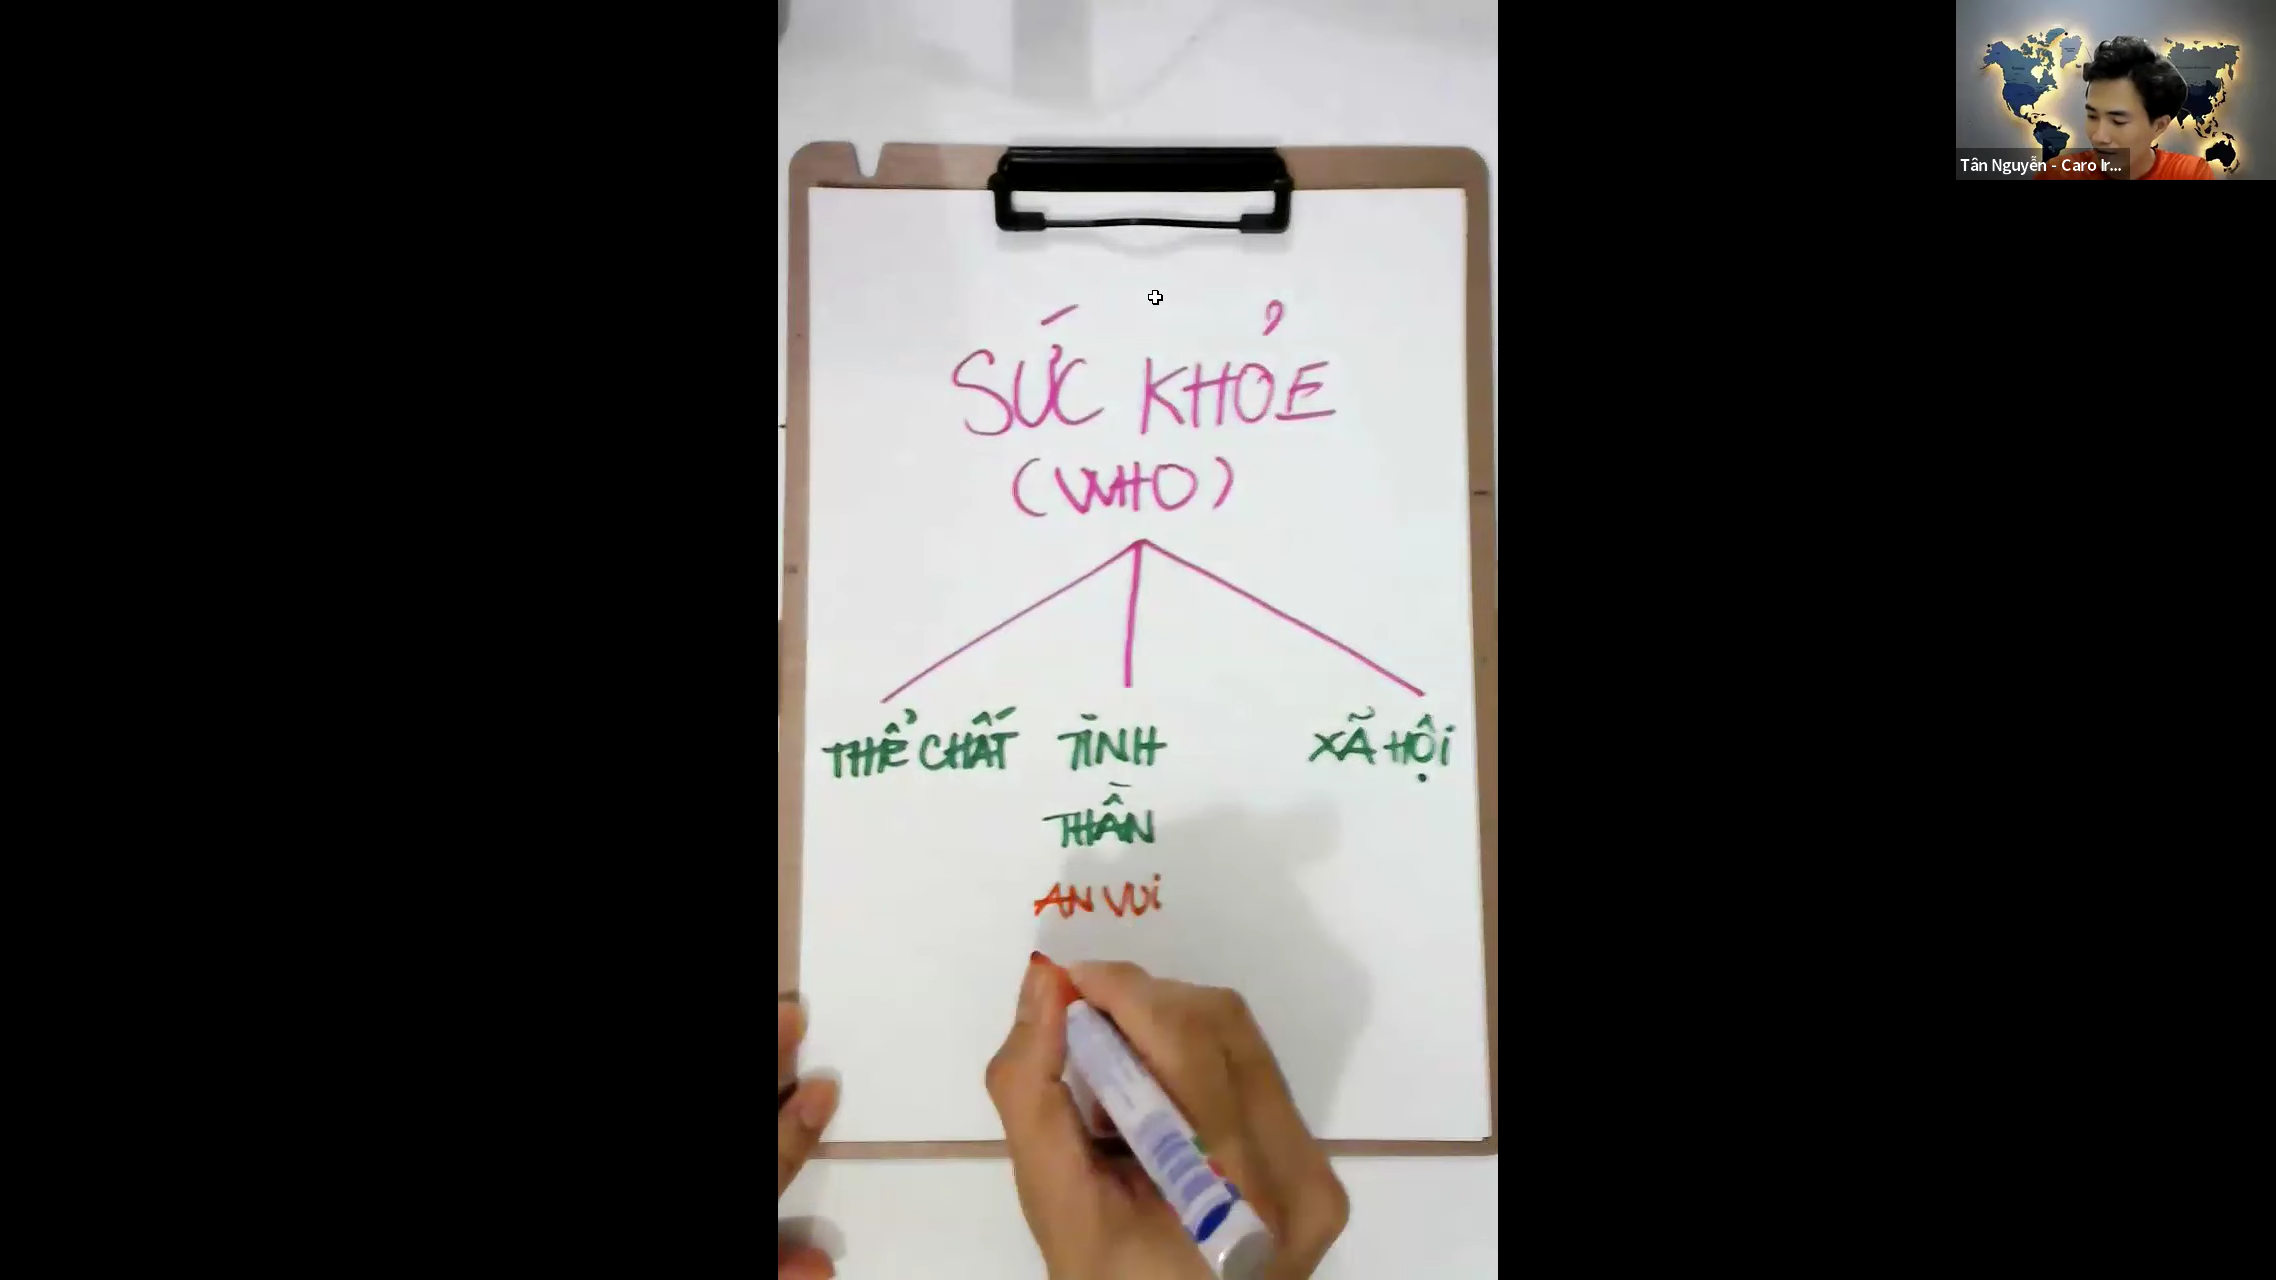 Tân Nguyễn - Caro Ir...
SỨC KHỎE
(WHO)
THỂ CHẤT TINH XÃ HỘI
THẦN
AN VUI